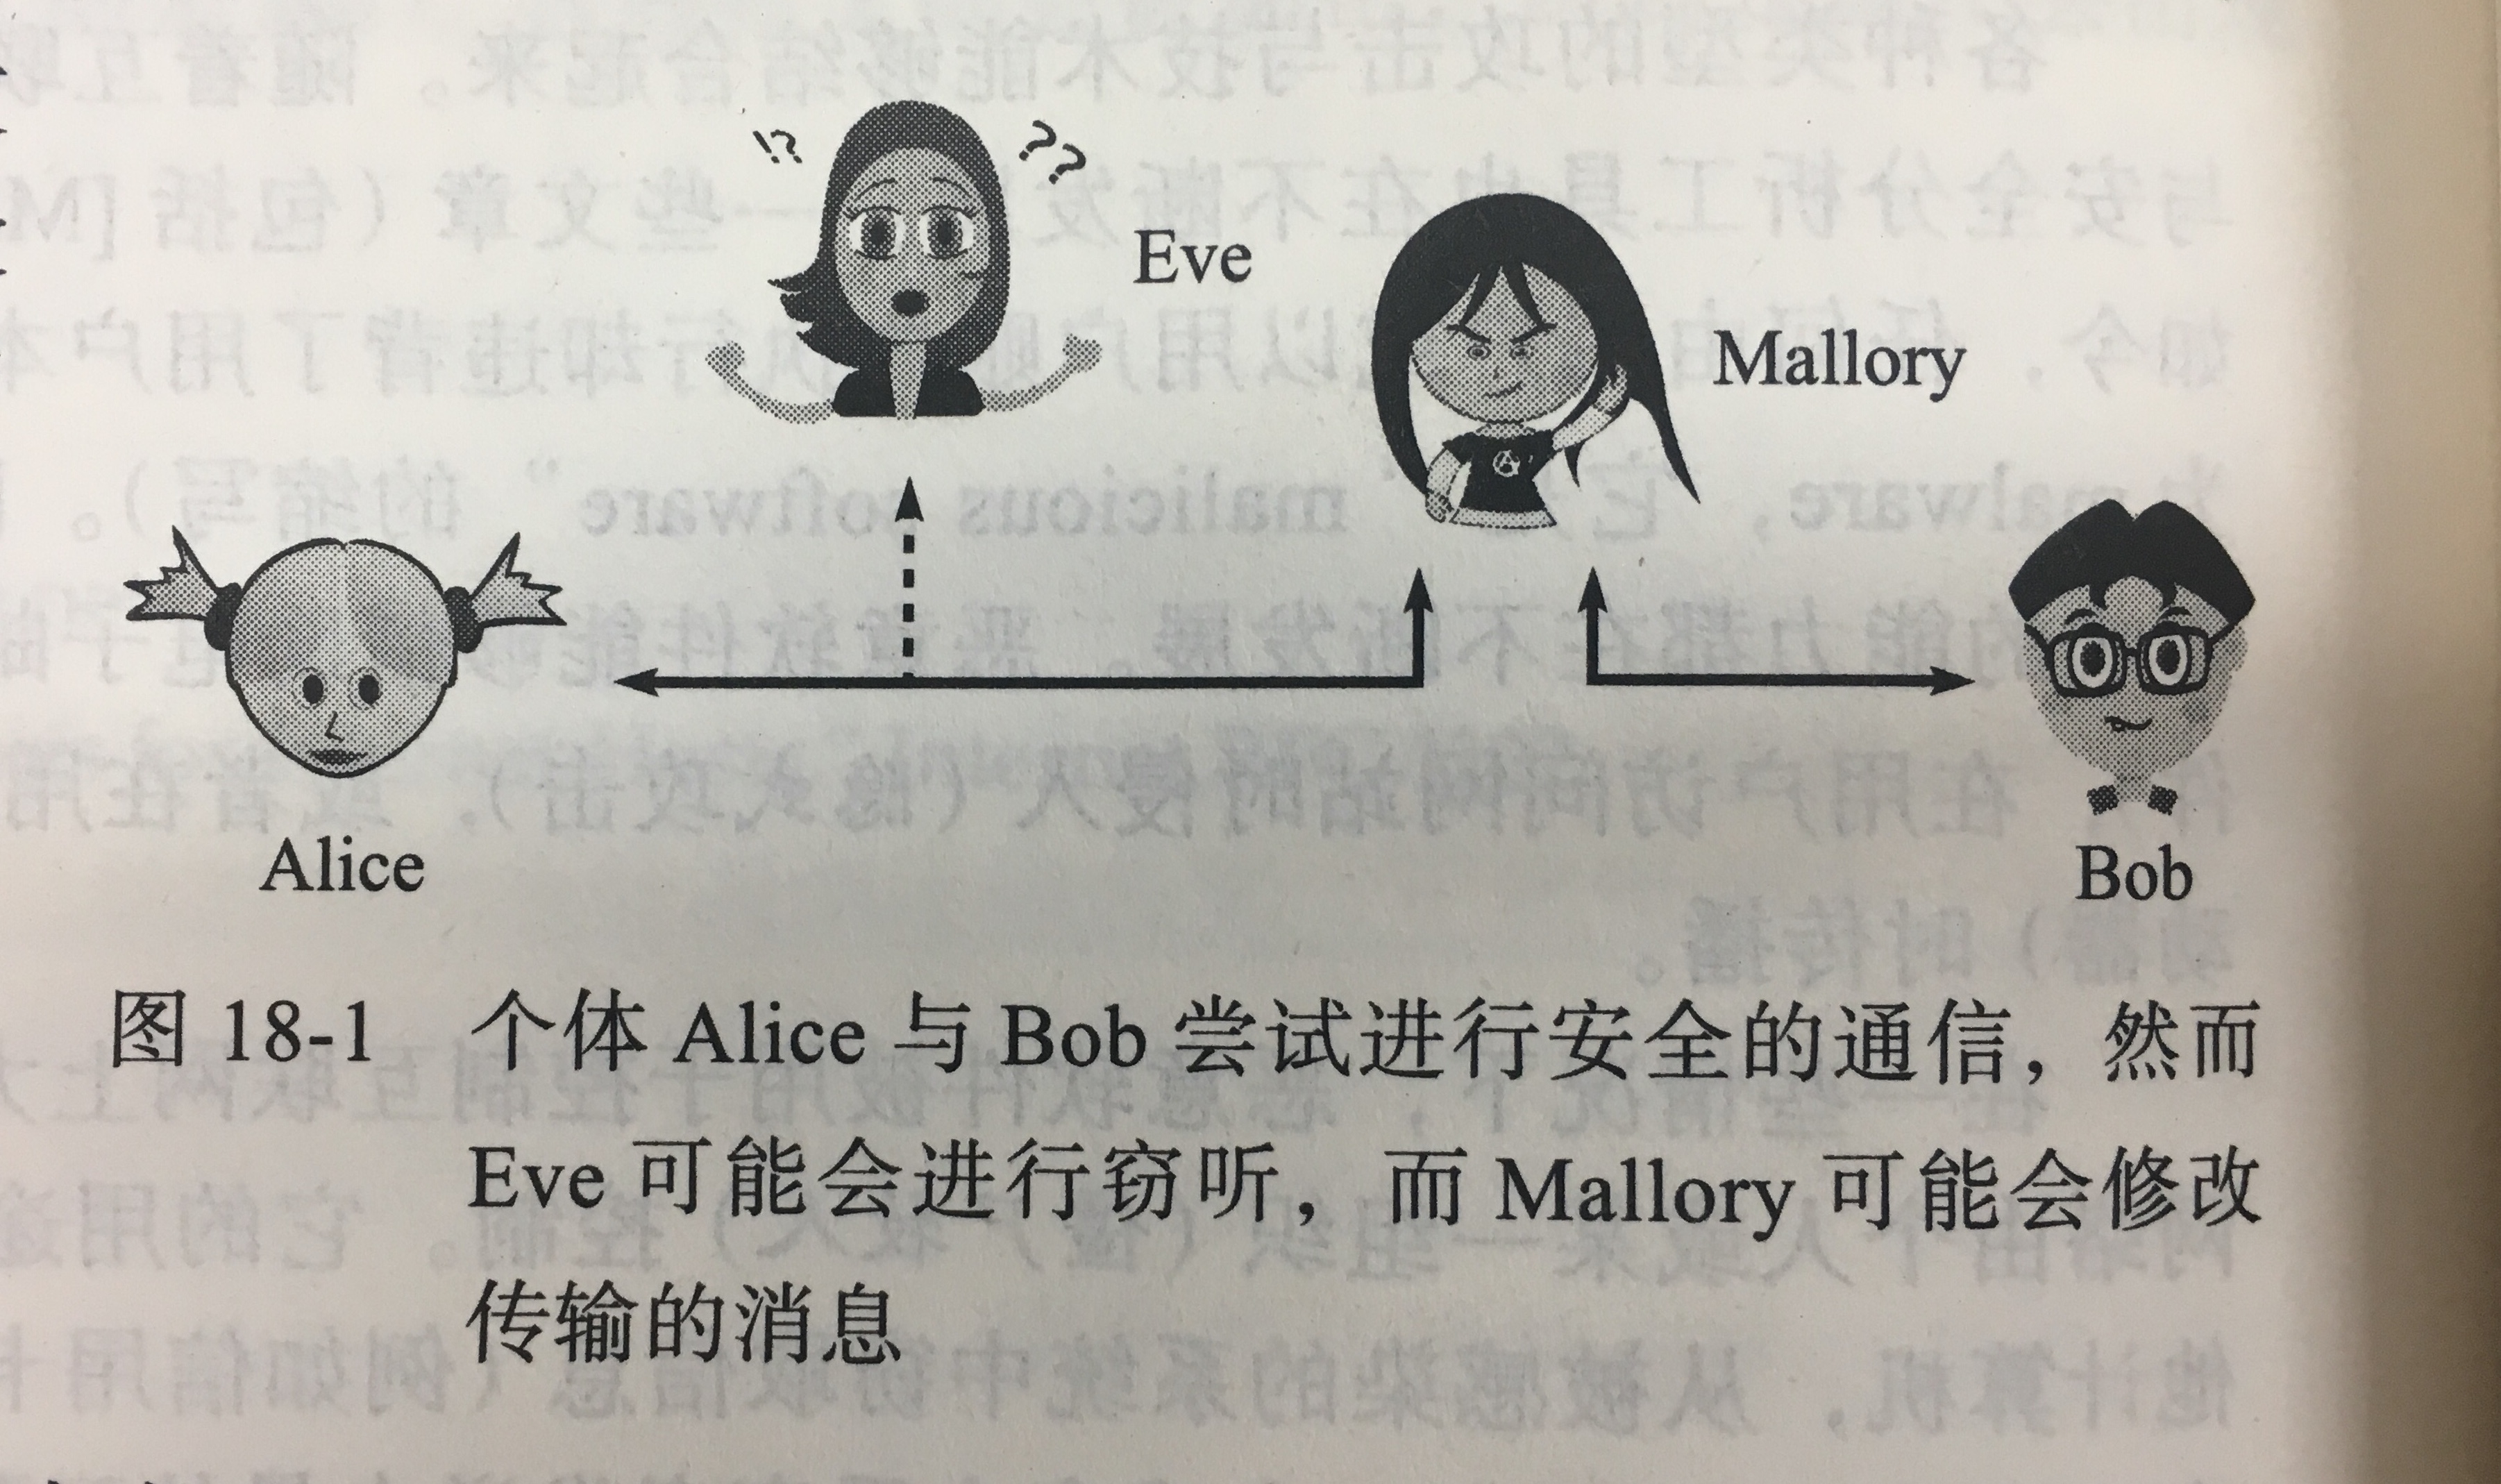 !?
??
Eve
Mallory
Alice
Bob
图 18-1 个体 Alice 与 Bob 尝试进行安全的通信，然而
Eve 可能会进行窃听，而 Mallory 可能会修改
传输的消息